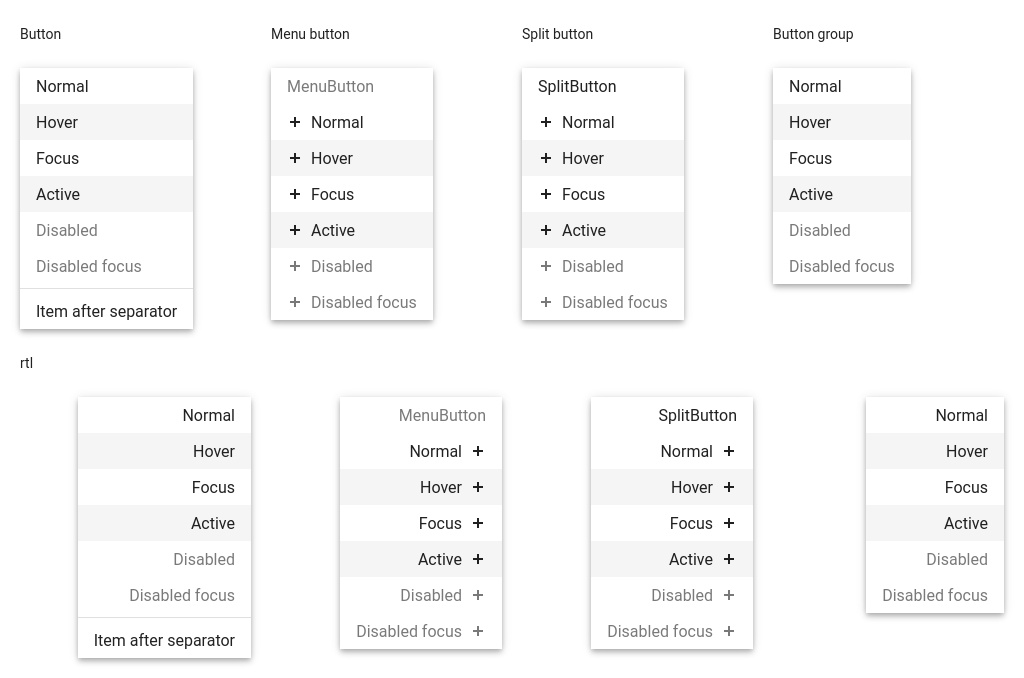 Button
Normal
Hover
Focus
Active
Disabled
Disabled focus
Item after separator
Menu button
MenuButton
Normal
Hover
Focus
Active
Disabled
Disabled focus
Split button
SplitButton
Normal
Hover
Focus
Active
Disabled
Disabled focus
Button group
Normal
Hover
Focus
Active
Disabled
Disabled focus
rtl
Normal
Hover
Focus
Active
Disabled
Disabled focus
Item after separator
MenuButton
Normal
Hover
Focus
Active
Disabled
Disabled focus
SplitButton
Normal
Hover
Focus
Active
Disabled
Disabled focus
Normal
Hover
Focus
Active
Disabled
Disabled focus